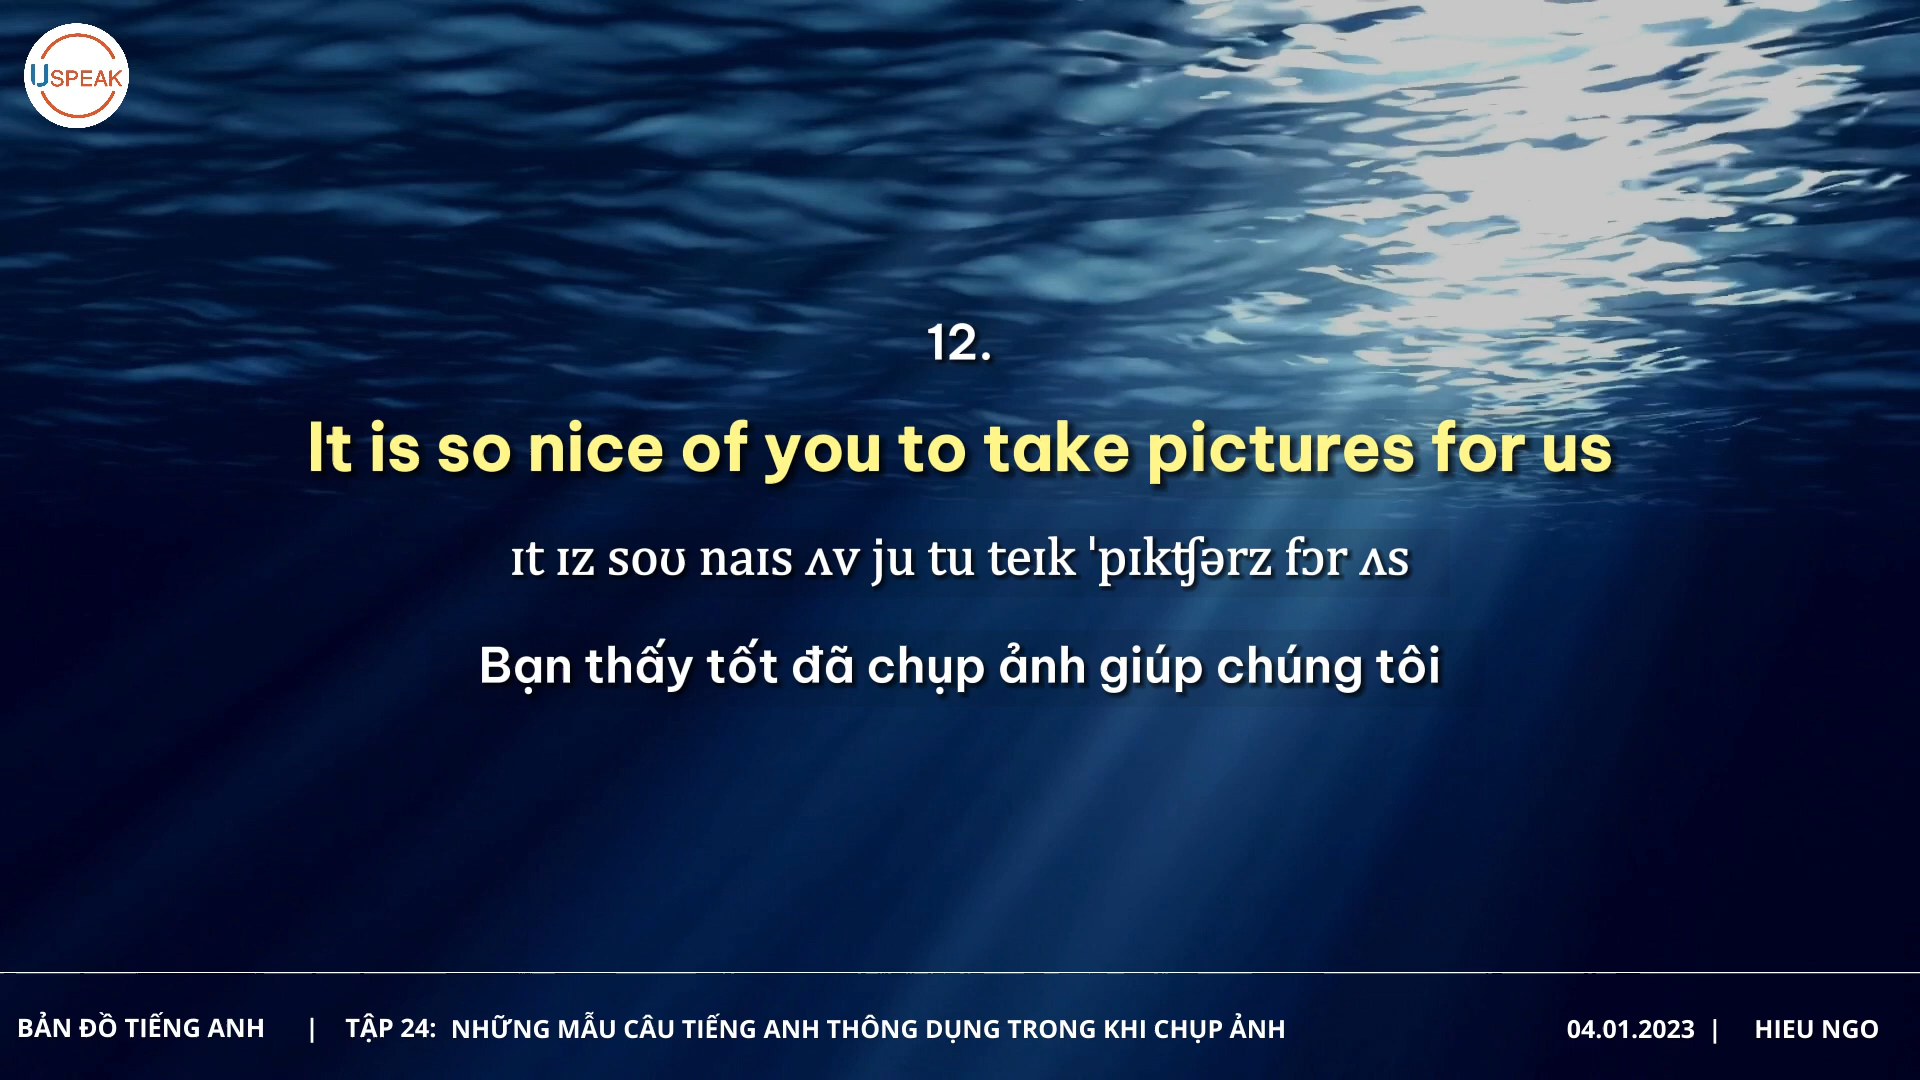 USPEAK
12.
It is so nice of you to take pictures for us
ɪt ɪz soʊ naɪs ʌv ju tu teɪk ˈpɪkʧərz fɔr ʌs
Bạn thấy tốt đã chụp ảnh giúp chúng tôi
BẢN ĐỒ TIẾNG ANH | TẬP 24: NHỮNG MẪU CÂU TIẾNG ANH THÔNG DỤNG TRONG KHI CHỤP ẢNH 04.01.2023 | HIEU NGO